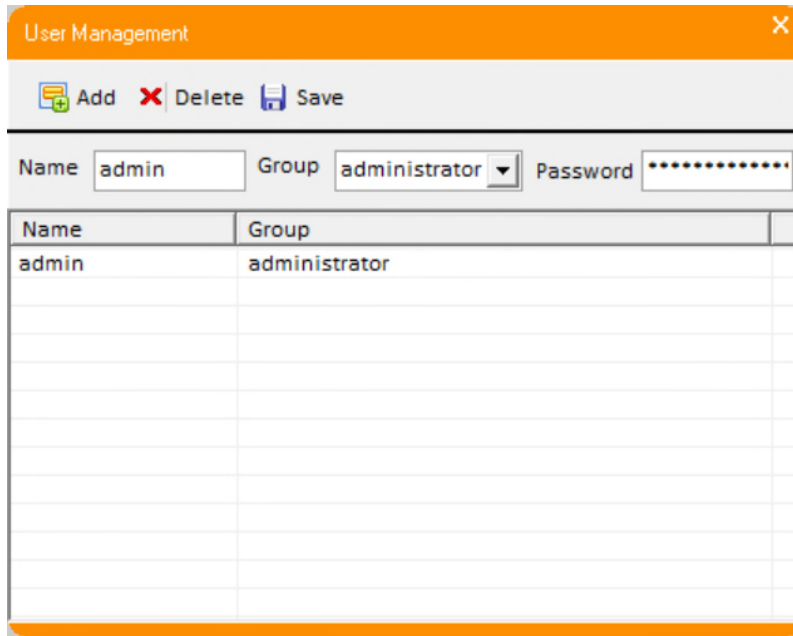 User Management
Add Delete Save
Name admin Group administrator Password *************
Name Group
admin administrator